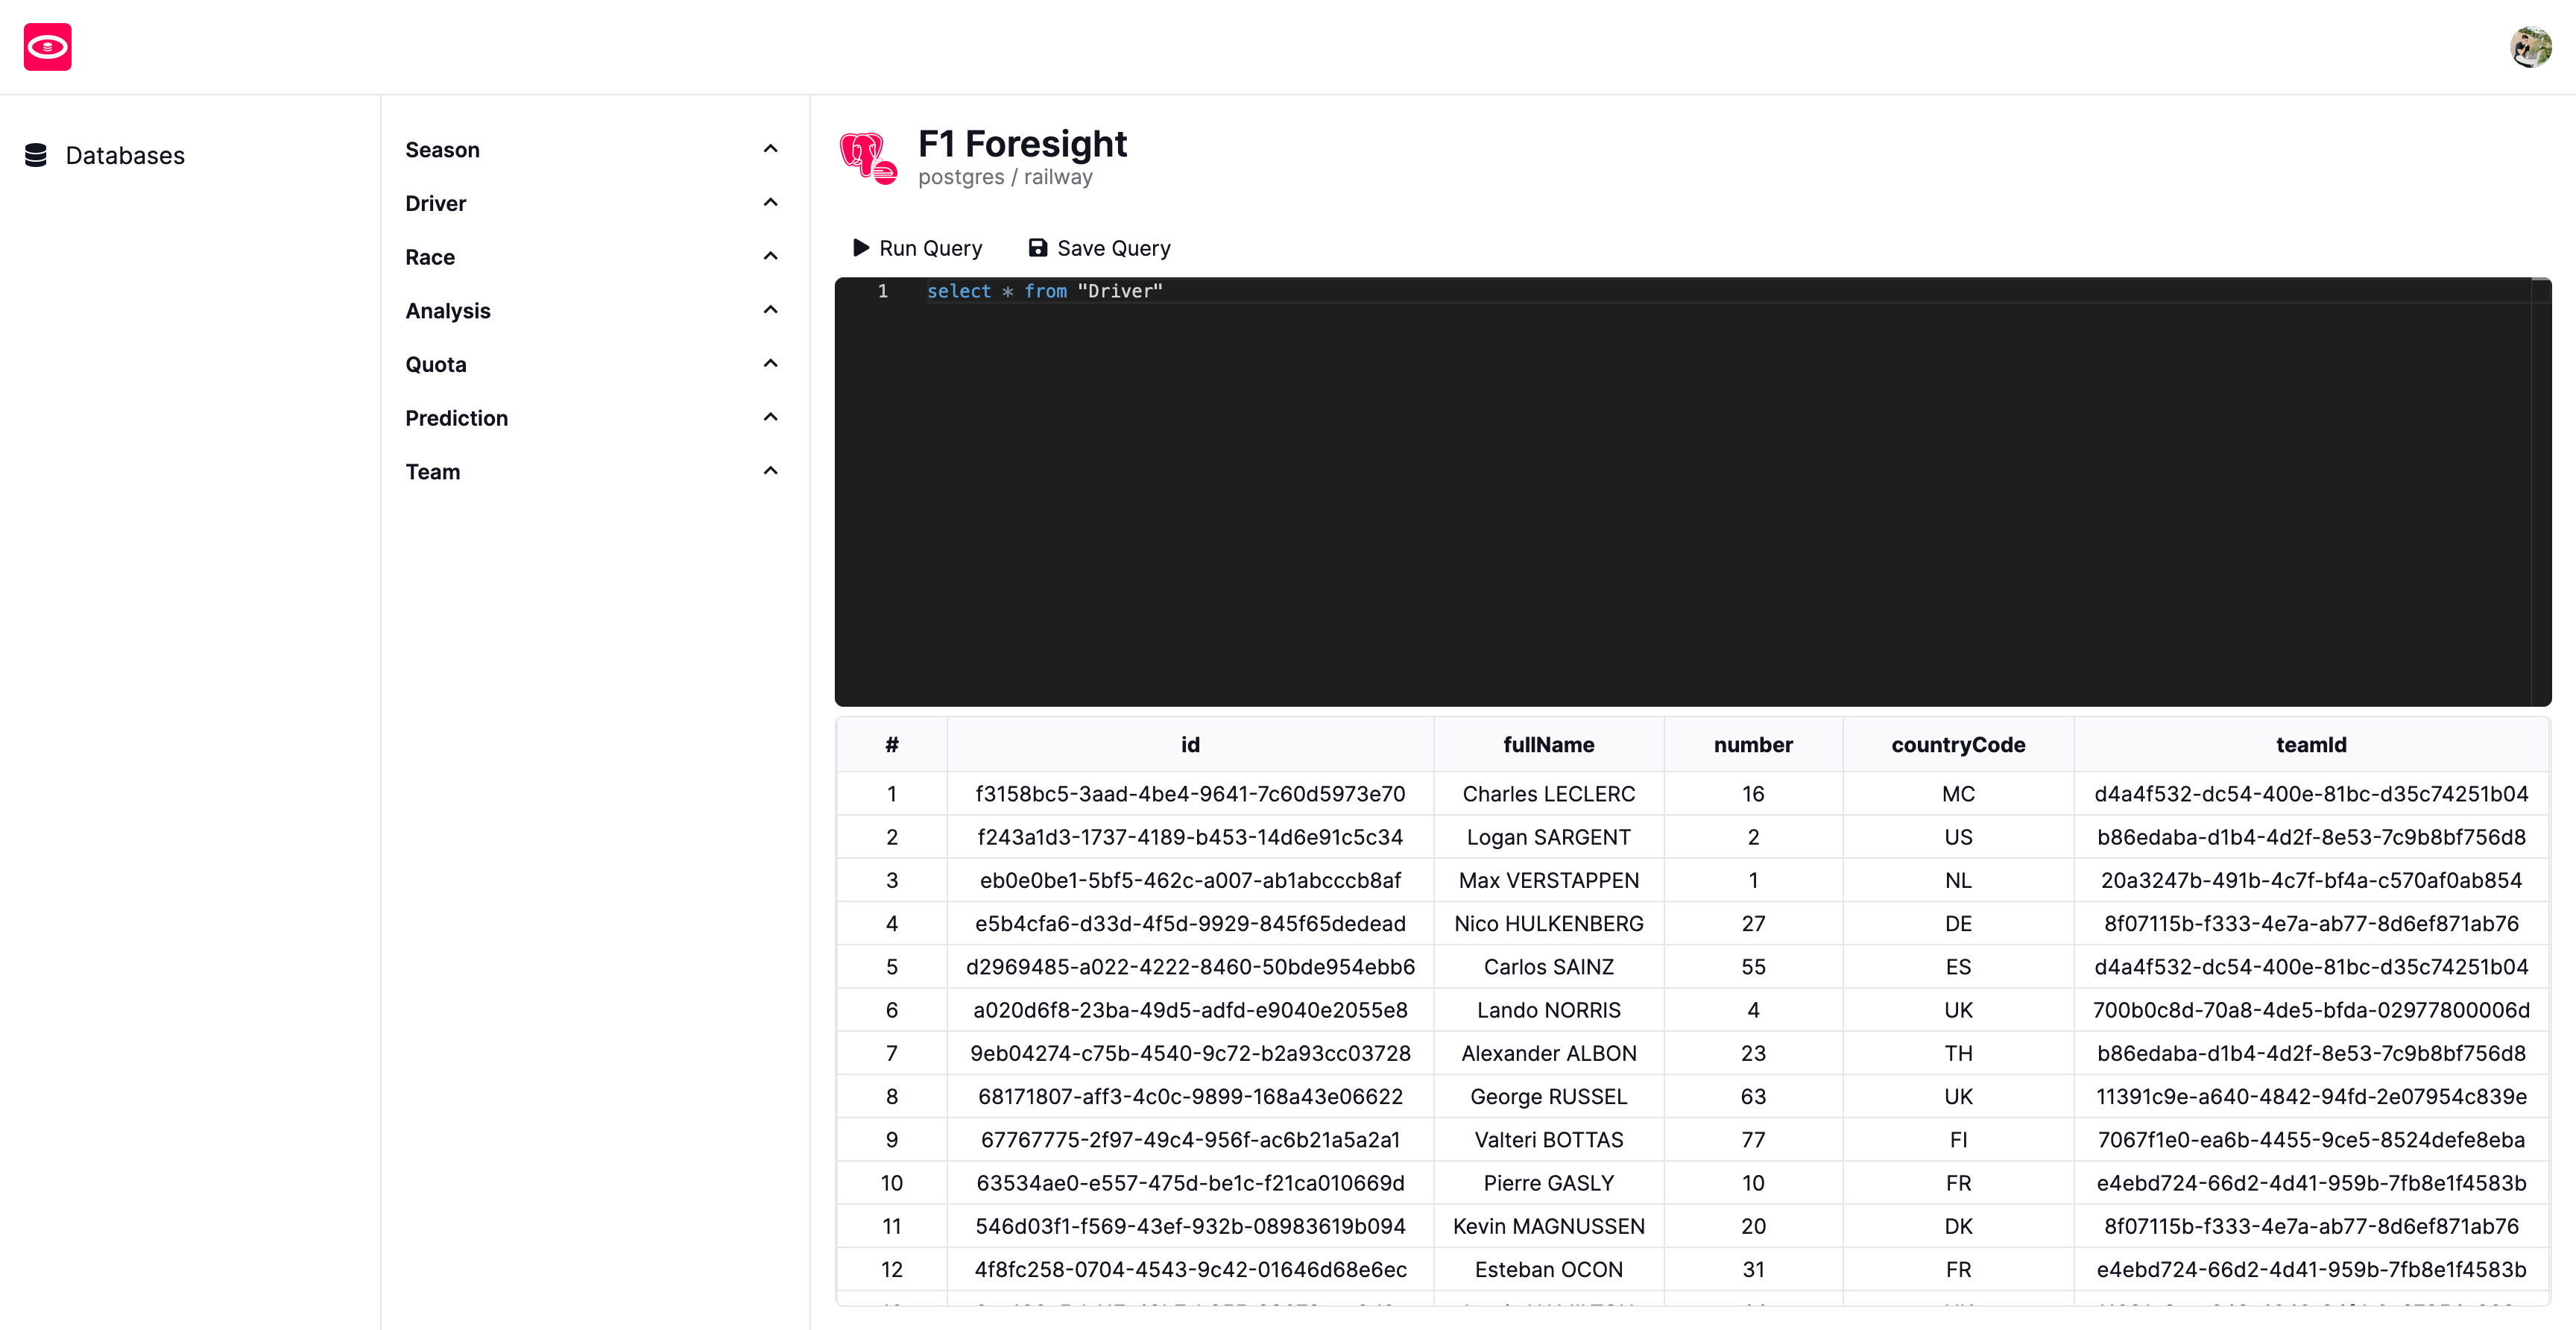 Databases
Season
Driver
Race
Analysis
Quota
Prediction
Team
F1 Foresight
postgres / railway
Run Query Save Query
1 select * from "Driver"
# id fullName number countryCode teamId
1 f3158bc5-3aad-4be4-9641-7c60d5973e70 Charles LECLERC 16 MC d4a4f532-dc54-400e-81bc-d35c74251b04
2 f243a1d3-1737-4189-b453-14d6e91c5c34 Logan SARGENT 2 US b86edaba-d1b4-4d2f-8e53-7c9b8bf756d8
3 eb0e0be1-5bf5-462c-a007-ab1abcccb8af Max VERSTAPPEN 1 NL 20a3247b-491b-4c7f-bf4a-c570af0ab854
4 e5b4cfa6-d33d-4f5d-9929-845f65dedead Nico HULKENBERG 27 DE 8f07115b-f333-4e7a-ab77-8d6ef871ab76
5 d2969485-a022-4222-8460-50bde954ebb6 Carlos SAINZ 55 ES d4a4f532-dc54-400e-81bc-d35c74251b04
6 a020d6f8-23ba-49d5-adfd-e9040e2055e8 Lando NORRIS 4 UK 700b0c8d-70a8-4de5-bfda-02977800006d
7 9eb04274-c75b-4540-9c72-b2a93cc03728 Alexander ALBON 23 TH b86edaba-d1b4-4d2f-8e53-7c9b8bf756d8
8 68171807-aff3-4c0c-9899-168a43e06622 George RUSSEL 63 UK 11391c9e-a640-4842-94fd-2e07954c839e
9 67767775-2f97-49c4-956f-ac6b21a5a2a1 Valteri BOTTAS 77 FI 7067f1e0-ea6b-4455-9ce5-8524defe8eba
10 63534ae0-e557-475d-be1c-f21ca010669d Pierre GASLY 10 FR e4ebd724-66d2-4d41-959b-7fb8e1f4583b
11 546d03f1-f569-43ef-932b-08983619b094 Kevin MAGNUSSEN 20 DK 8f07115b-f333-4e7a-ab77-8d6ef871ab76
12 4f8fc258-0704-4543-9c42-01646d68e6ec Esteban OCON 31 FR e4ebd724-66d2-4d41-959b-7fb8e1f4583b